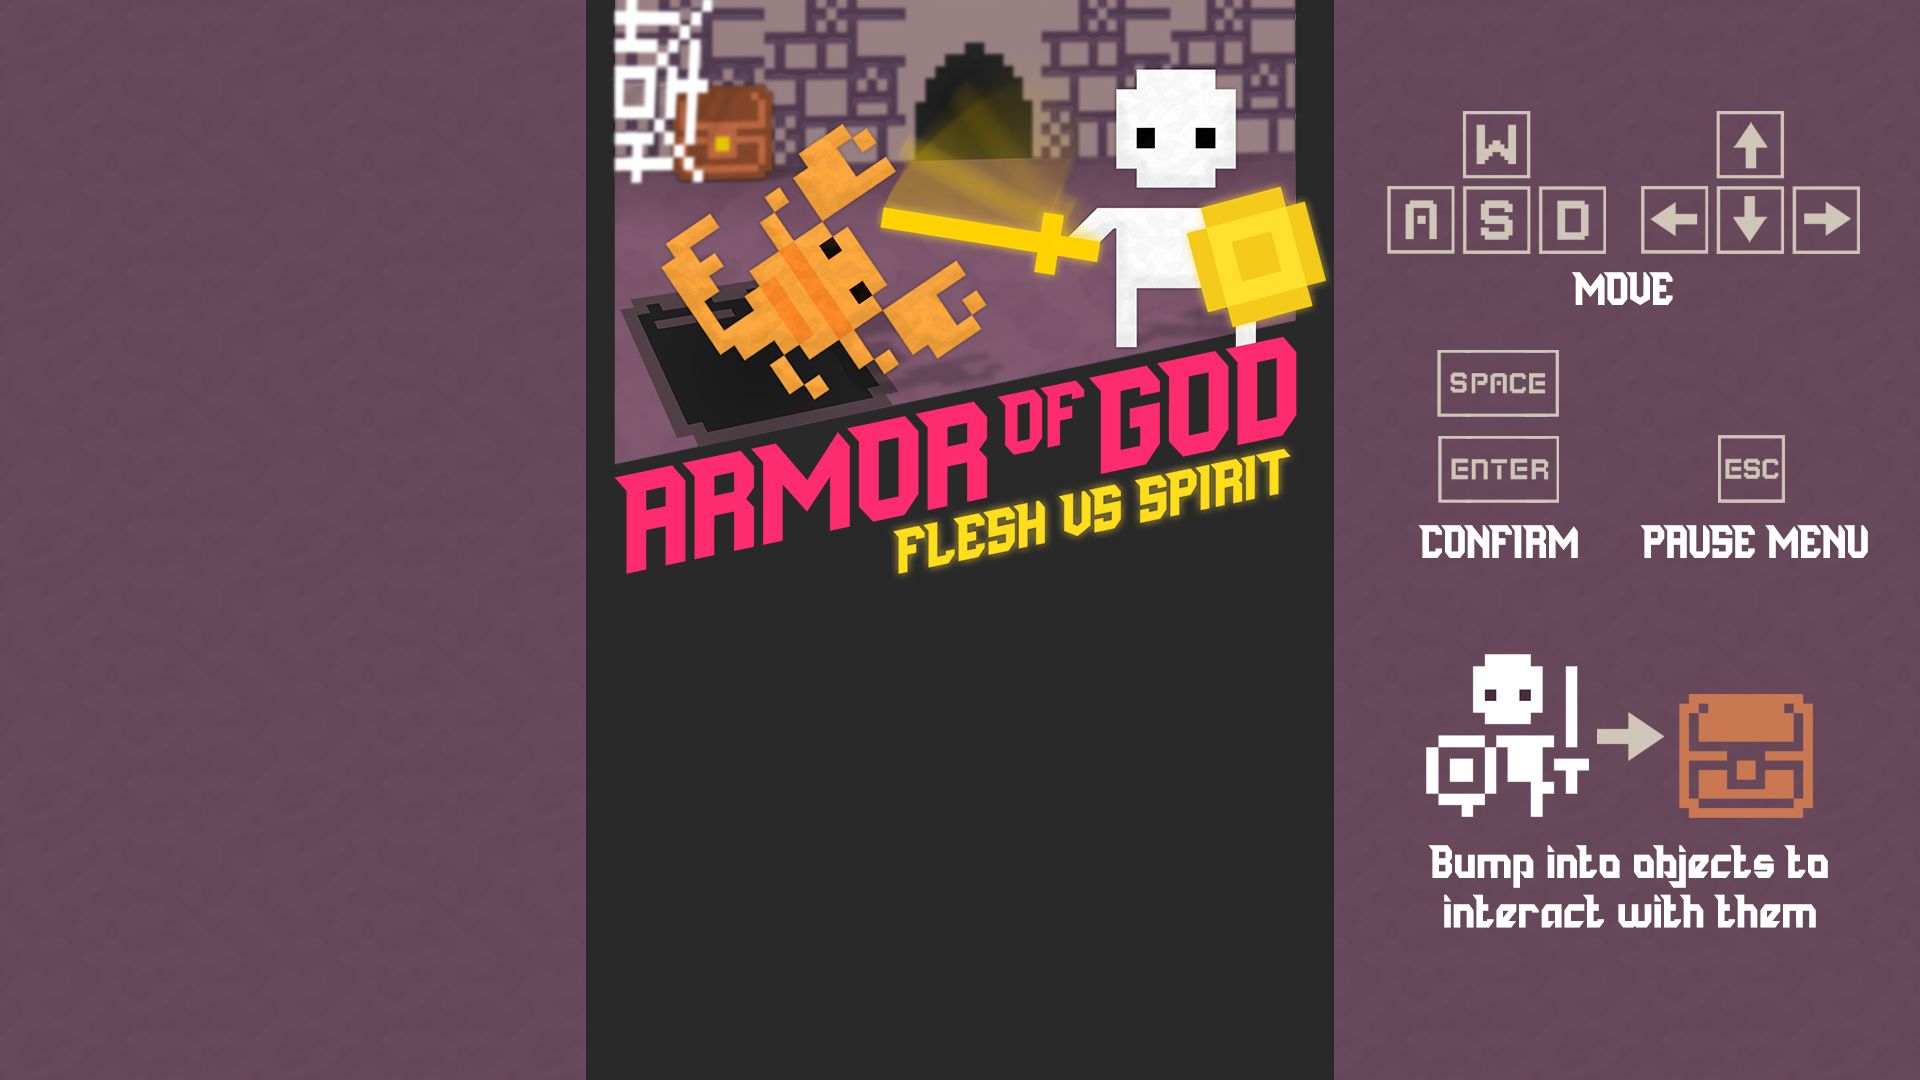 ARMOR OF GOD
FLESH VS SPIRIT
W
A S D
MOVE
SPACE
ENTER
ESC
CONFIRM
PAUSE MENU
Bump into objects to
interact with them